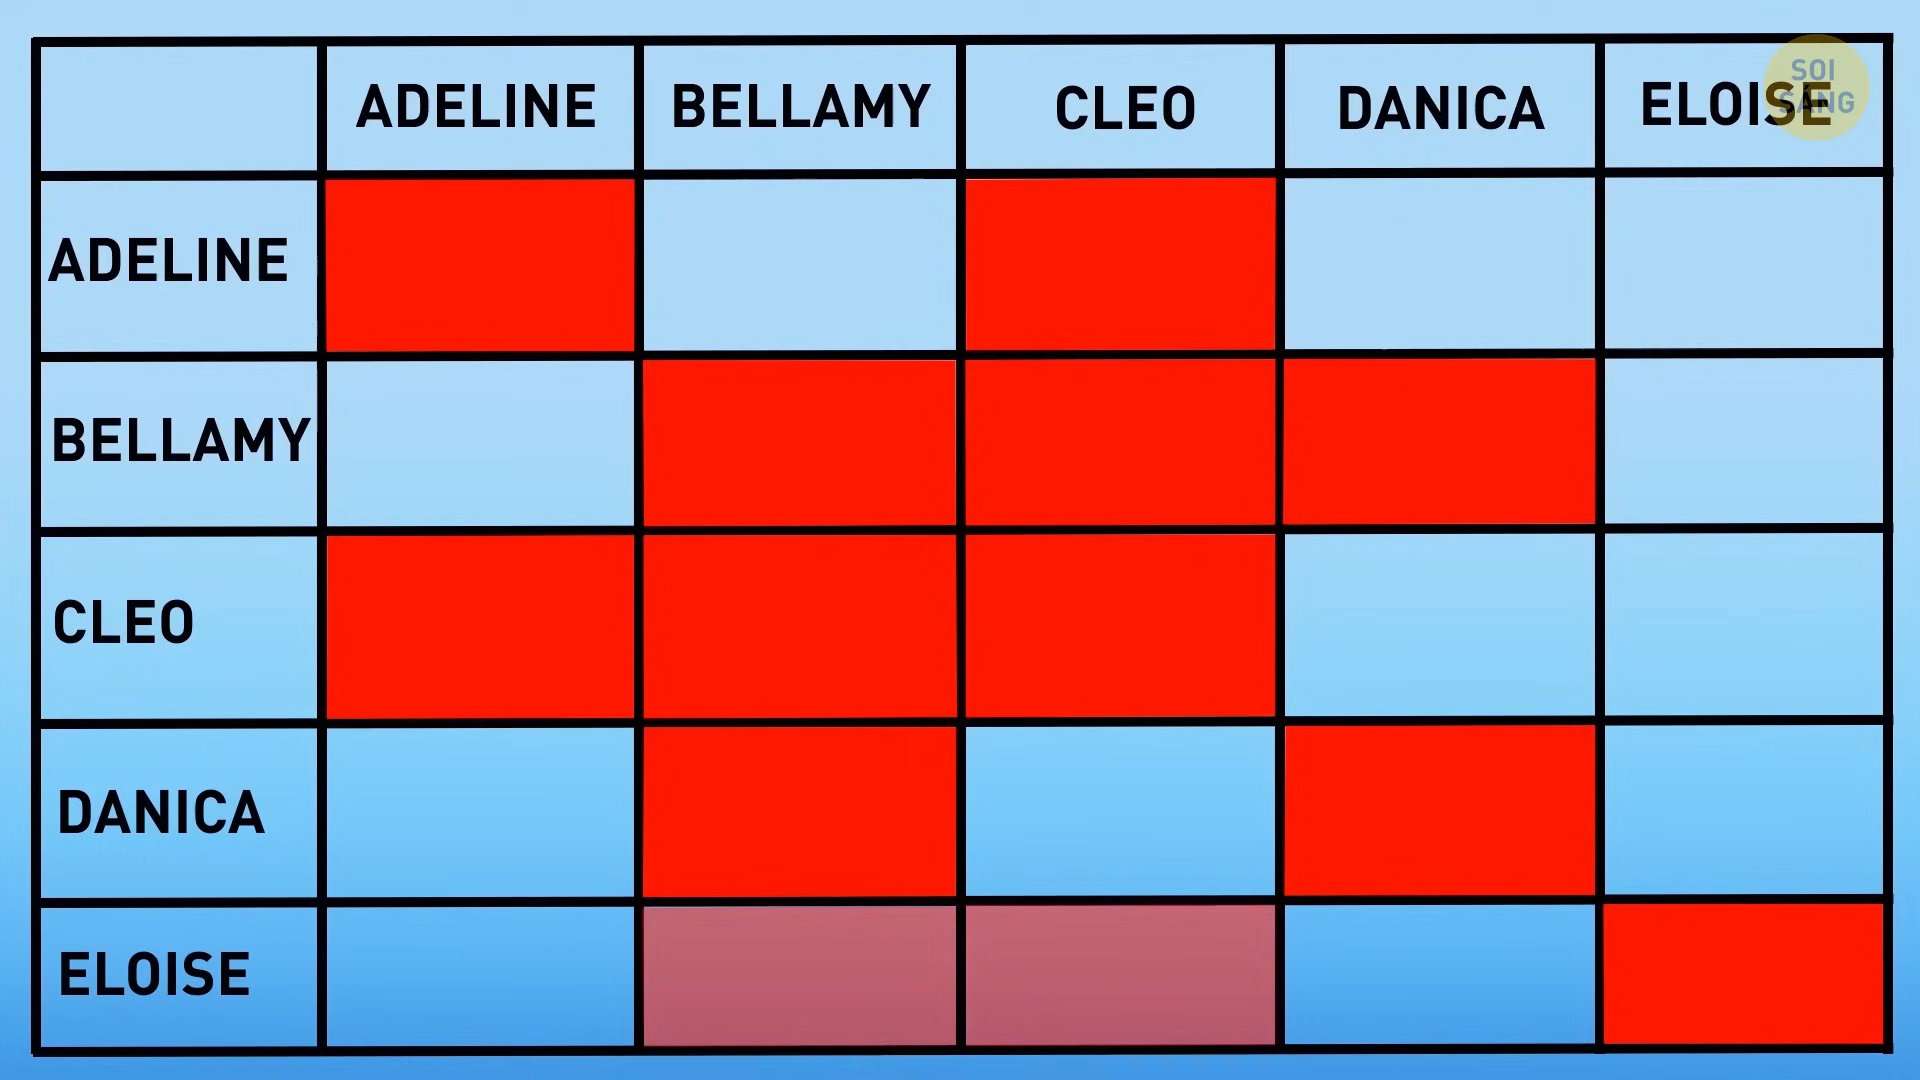 ADELINE BELLAMY CLEO DANICA ELOISE
SOI
SANG
ADELINE
BELLAMY
CLEO
DANICA
ELOISE